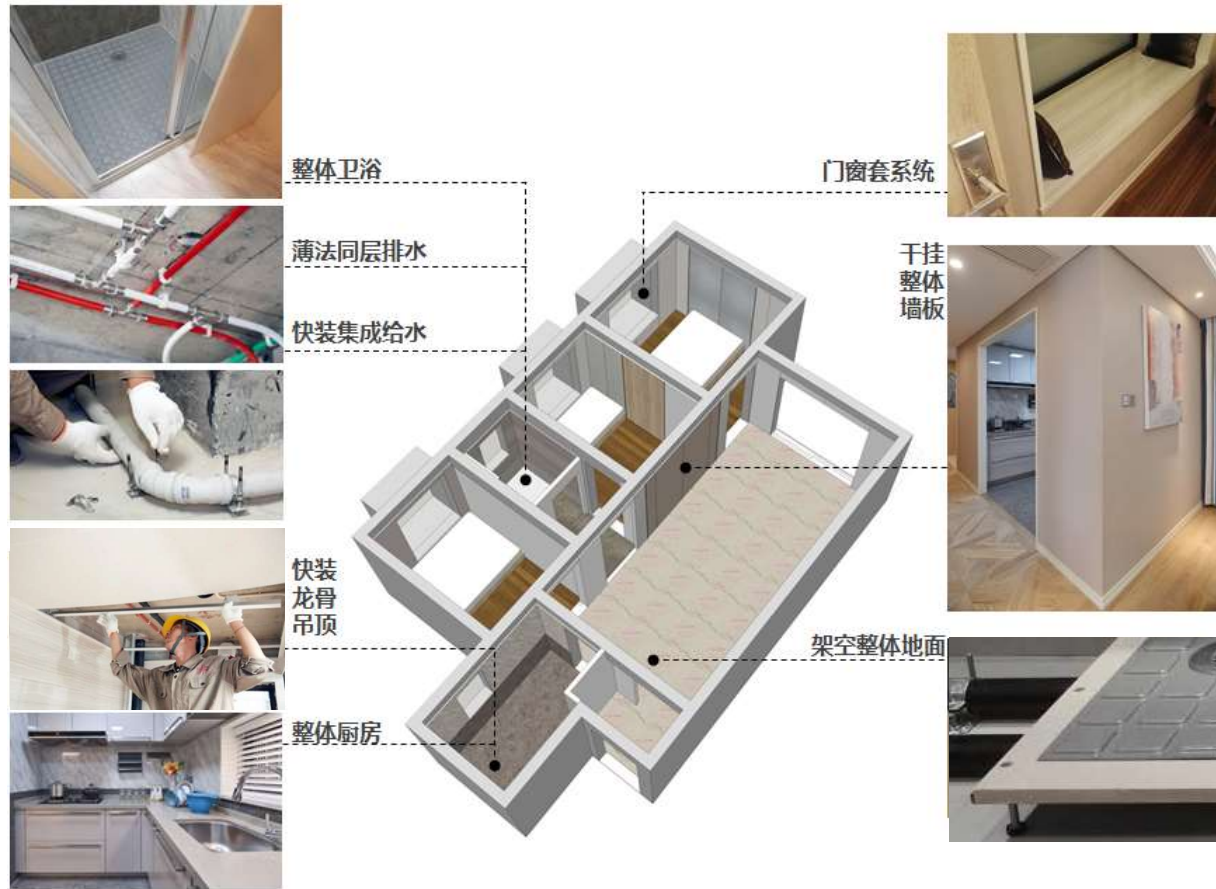 整体卫浴
薄法同层排水
快装集成给水
快装
龙骨
吊顶
整体厨房
门窗套系统
干挂
整体
墙板
架空整体地面